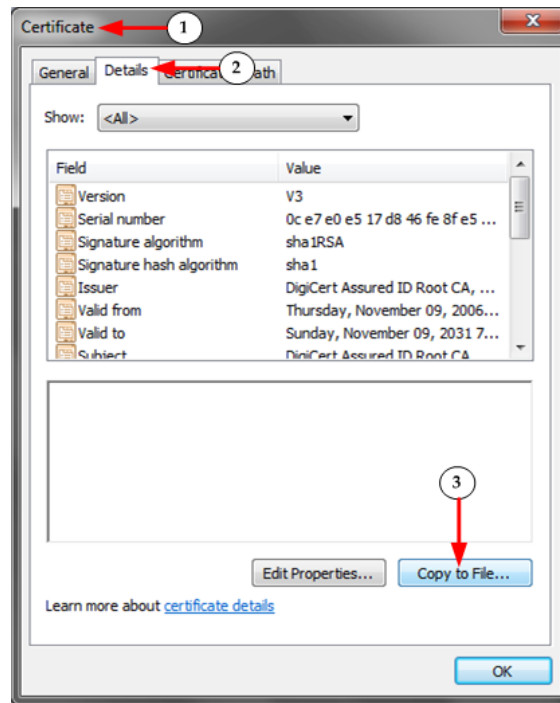 Certificate
1
General Details
2
Show: <All>
Field Value
Version V3
Serial number 0c e7 e0 e5 17 d8 46 fe 8f e5 ...
Signature algorithm sha1RSA
Signature hash algorithm sha1
Issuer DigiCert Assured ID Root CA, ...
Valid from Thursday, November 09, 2006...
Valid to Sunday, November 09, 2031 7...
Subject DigiCert Assured ID Root CA
3
Edit Properties... Copy to File...
Learn more about certificate details
OK